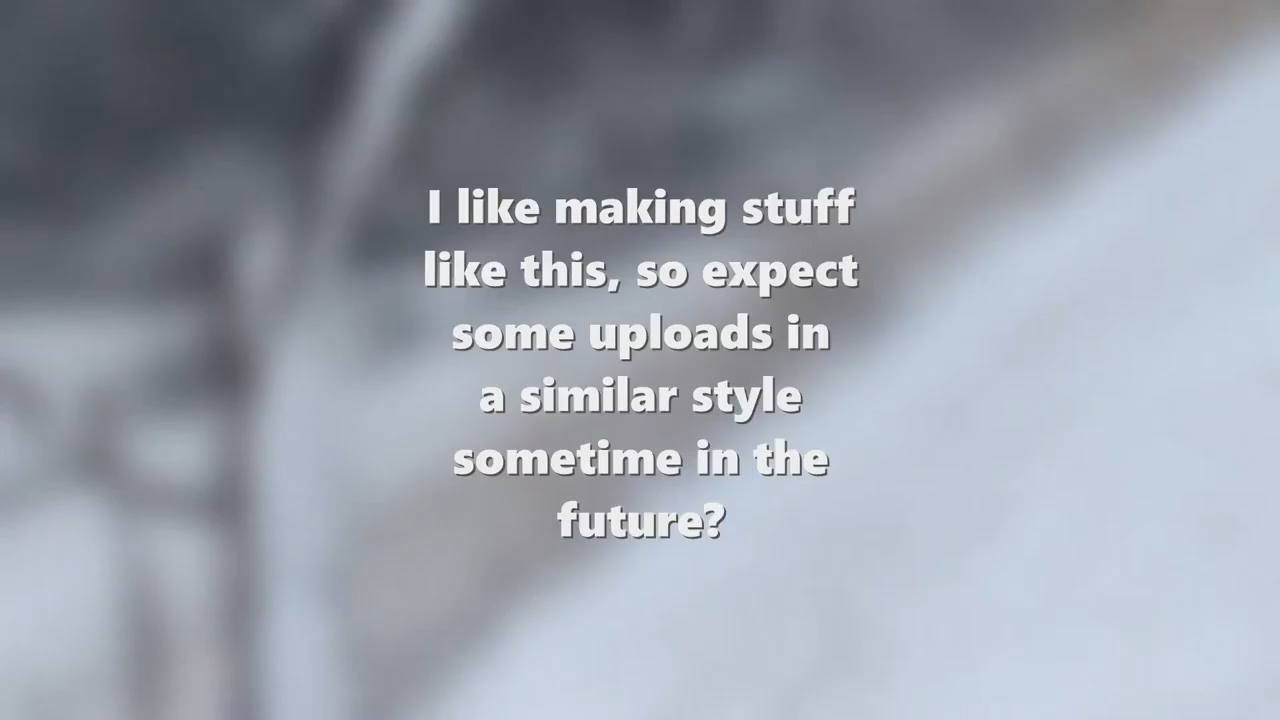 I like making stuff
like this, so expect
some uploads in
a similar style
sometime in the
future?